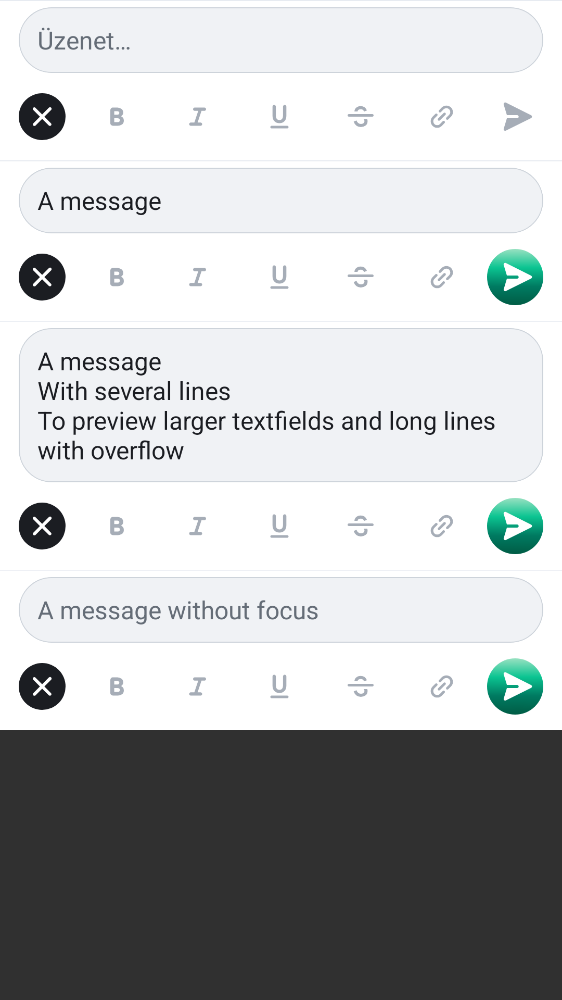 Üzenet…
B I U S
A message
B I U S
A message
With several lines
To preview larger textfields and long lines
with overflow
B I U S
A message without focus
B I U S